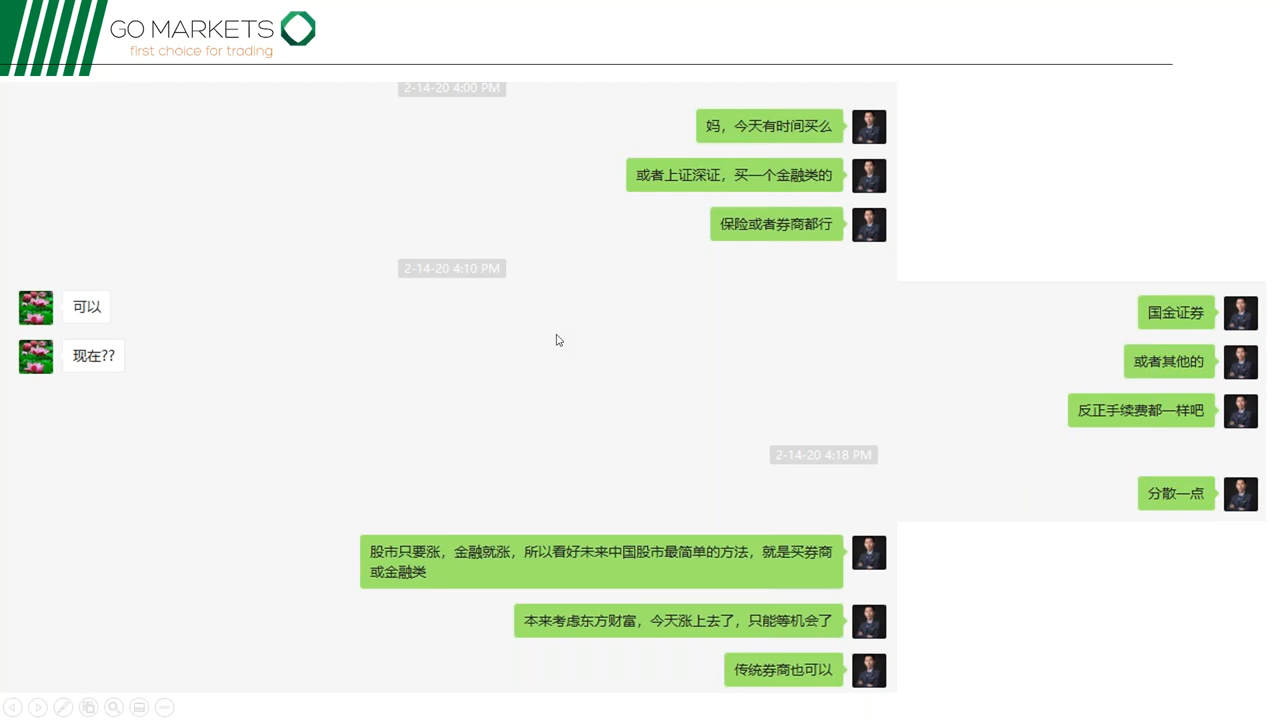 GO MARKETS
first choice for trading
2-14-20 4:00 PM
妈，今天有时间买么
或者上证深证，买一个金融类的
保险或者券商都行
2-14-20 4:10 PM
可以
现在??
国金证券
或者其他的
反正手续费都一样吧
2-14-20 4:18 PM
分散一点
股市只要涨，金融就涨，所以看好未来中国股市最简单的方法，就是买券商
或金融类
本来考虑东方财富，今天涨上去了，只能等机会了
传统券商也可以